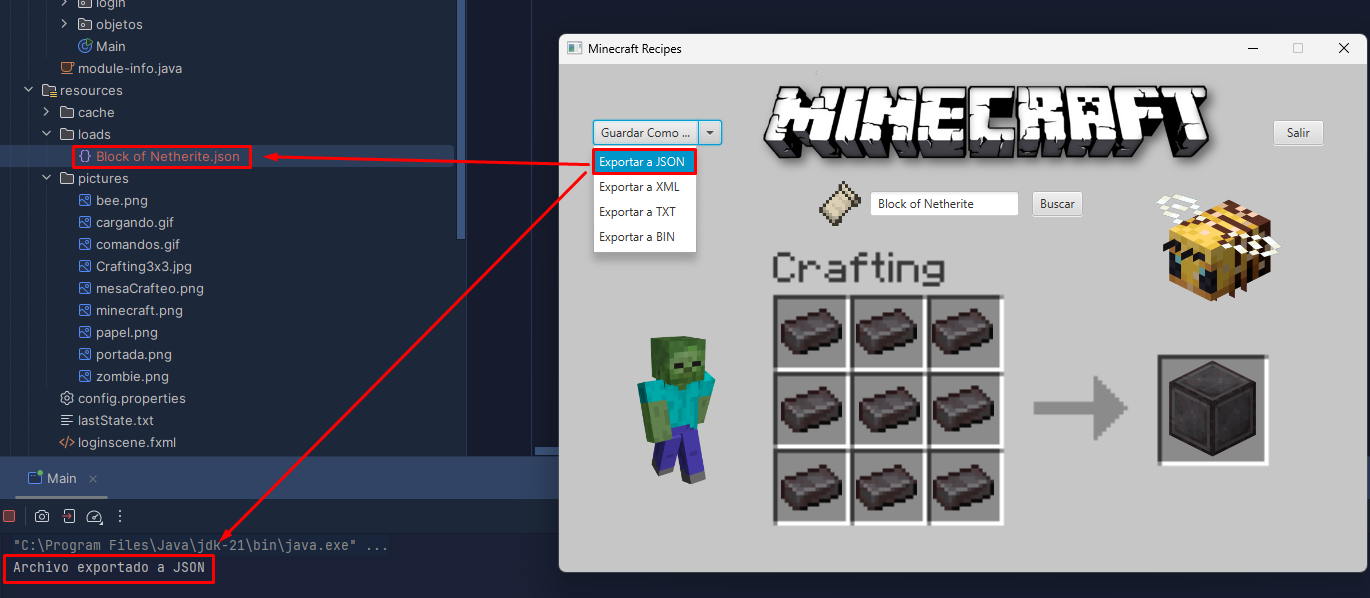 login
objetos
Main
module-info.java
resources
cache
loads
Block of Netherite.json
pictures
bee.png
cargando.gif
comandos.gif
Crafting3x3.jpg
mesaCrafteo.png
minecraft.png
papel.png
portada.png
zombie.png
config.properties
lastState.txt
loginscene.fxml
Main
"C:\Program Files\Java\jdk-21\bin\java.exe" ...
Archivo exportado a JSON
Minecraft Recipes
MINECRAFT
Guardar Como ...
Salir
Exportar a JSON
Exportar a XML
Exportar a TXT
Exportar a BIN
Block of Netherite
Buscar
Crafting